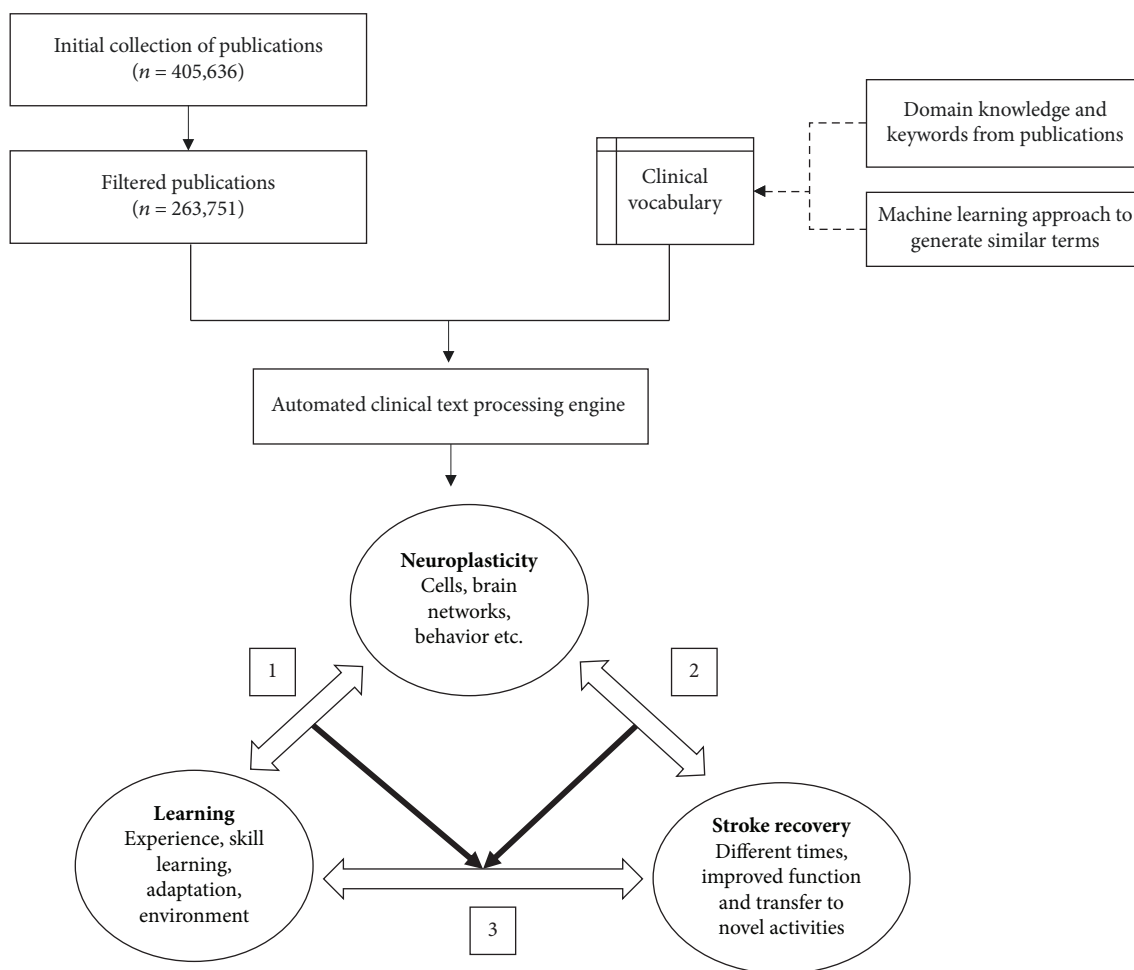 Initial collection of publications
(n = 405,636)
Filtered publications
(n = 263,751)
Clinical
vocabulary
Domain knowledge and
keywords from publications
Machine learning approach to
generate similar terms
Automated clinical text processing engine
Neuroplasticity
Cells, brain
networks,
behavior etc.
1
2
Learning
Experience, skill
learning,
adaptation,
environment
Stroke recovery
Different times,
improved function
and transfer to
novel activities
3